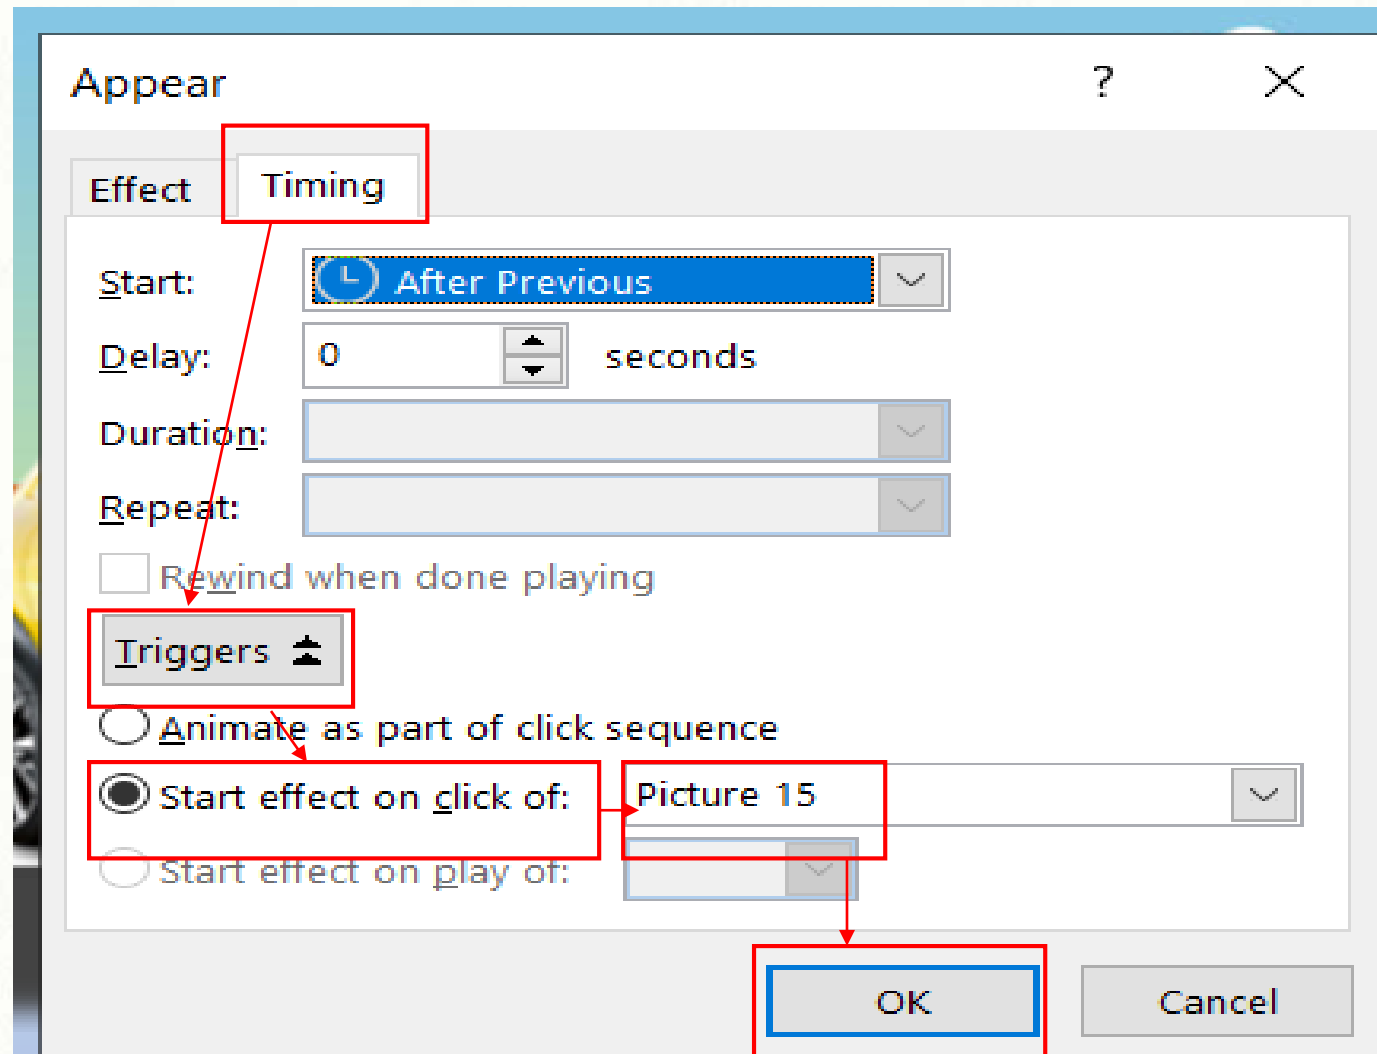 Appear ?
Effect Timing
Start: After Previous
Delay: 0 seconds
Duration:
Repeat:
Rewind when done playing
Triggers
Animate as part of click sequence
Start effect on click of: Picture 15
Start effect on play of:
OK Cancel